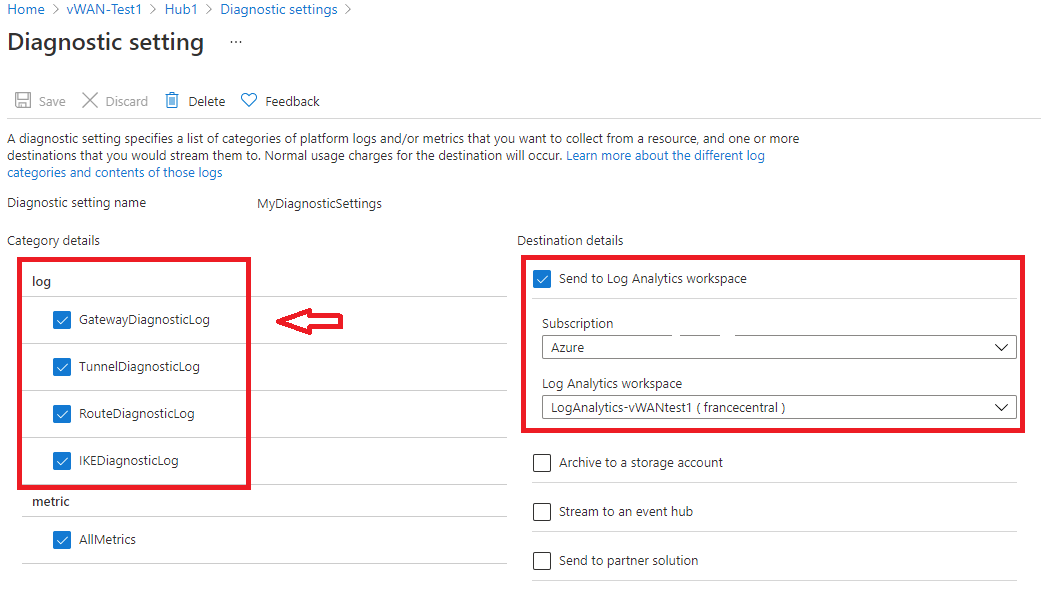 Home > vWAN-Test1 > Hub1 > Diagnostic settings >
Diagnostic setting ...
Save Discard Delete Feedback
A diagnostic setting specifies a list of categories of platform logs and/or metrics that you want to collect from a resource, and one or more
destinations that you would stream them to. Normal usage charges for the destination will occur. Learn more about the different log
categories and contents of those logs
Diagnostic setting name MyDiagnosticSettings
Category details
log
GatewayDiagnosticLog
TunnelDiagnosticLog
RouteDiagnosticLog
IKEDiagnosticLog
metric
AllMetrics
Destination details
Send to Log Analytics workspace
Subscription
Azure
Log Analytics workspace
LogAnalytics-vWANtest1 ( francecentral )
Archive to a storage account
Stream to an event hub
Send to partner solution